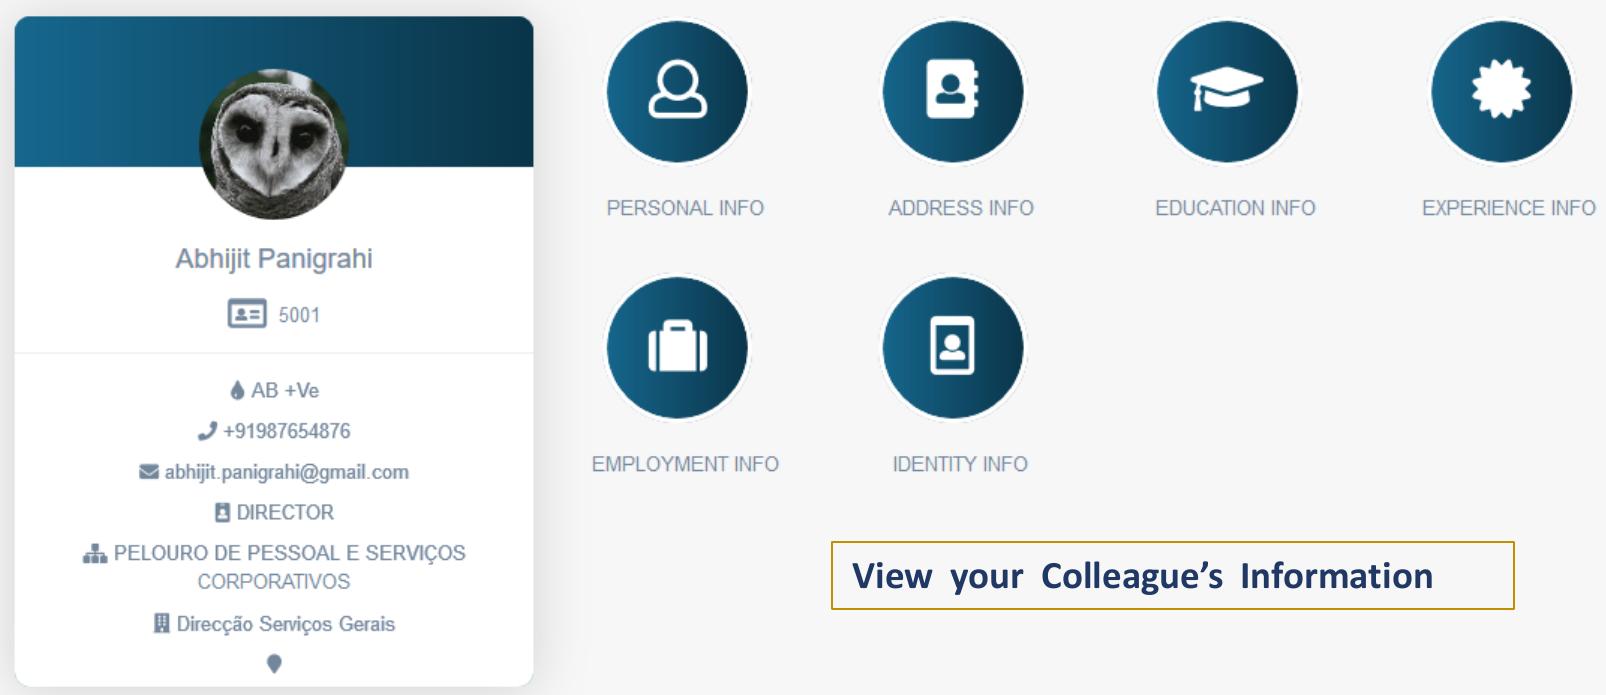 Abhijit Panigrahi
5001
AB +Ve
+91987654876
abhijit.panigrahi@gmail.com
DIRECTOR
PELOURO DE PESSOAL E SERVIÇOS
CORPORATIVOS
Direcção Serviços Gerais
PERSONAL INFO
ADDRESS INFO
EDUCATION INFO
EXPERIENCE INFO
EMPLOYMENT INFO
IDENTITY INFO
View your Colleague’s Information